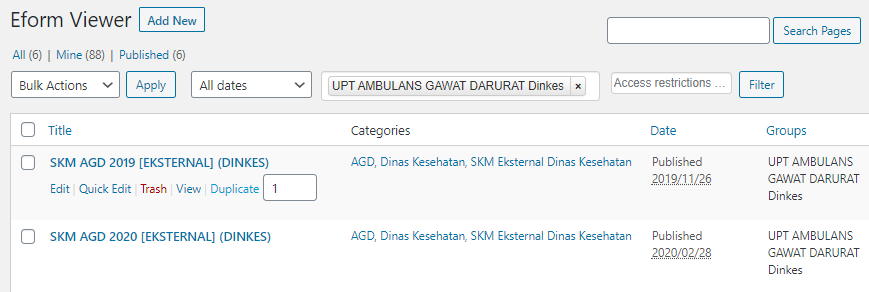 Eform Viewer Add New
Search Pages
All (6) | Mine (88) | Published (6)
Bulk Actions Apply All dates UPT AMBULANS GAWAT DARURAT Dinkes × Access restrictions ... Filter
Title Categories Date Groups
SKM AGD 2019 [EKSTERNAL] (DINKES) AGD, Dinas Kesehatan, SKM Eksternal Dinas Kesehatan Published UPT AMBULANS
Edit | Quick Edit | Trash | View | Duplicate 1 2019/11/26 GAWAT DARURAT
Dinkes
SKM AGD 2020 [EKSTERNAL] (DINKES) AGD, Dinas Kesehatan, SKM Eksternal Dinas Kesehatan Published UPT AMBULANS
2020/02/28 GAWAT DARURAT
Dinkes